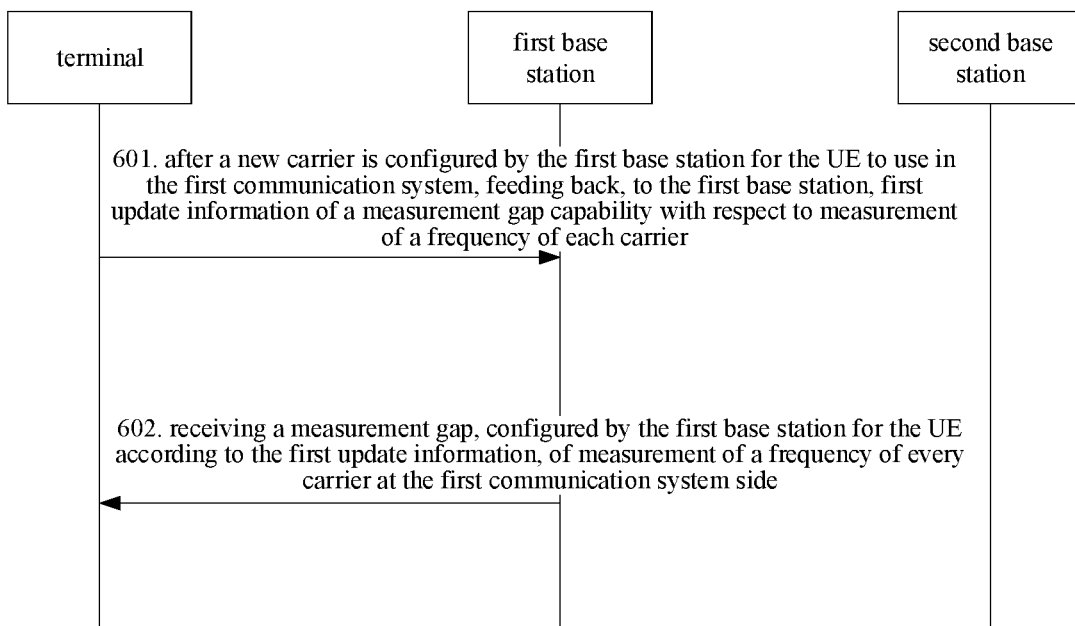 terminal
first base
station
second base
station
601. after a new carrier is configured by the first base station for the UE to use in
the first communication system, feeding back, to the first base station, first
update information of a measurement gap capability with respect to measurement
of a frequency of each carrier
602. receiving a measurement gap, configured by the first base station for the UE
according to the first update information, of measurement of a frequency of every
carrier at the first communication system side